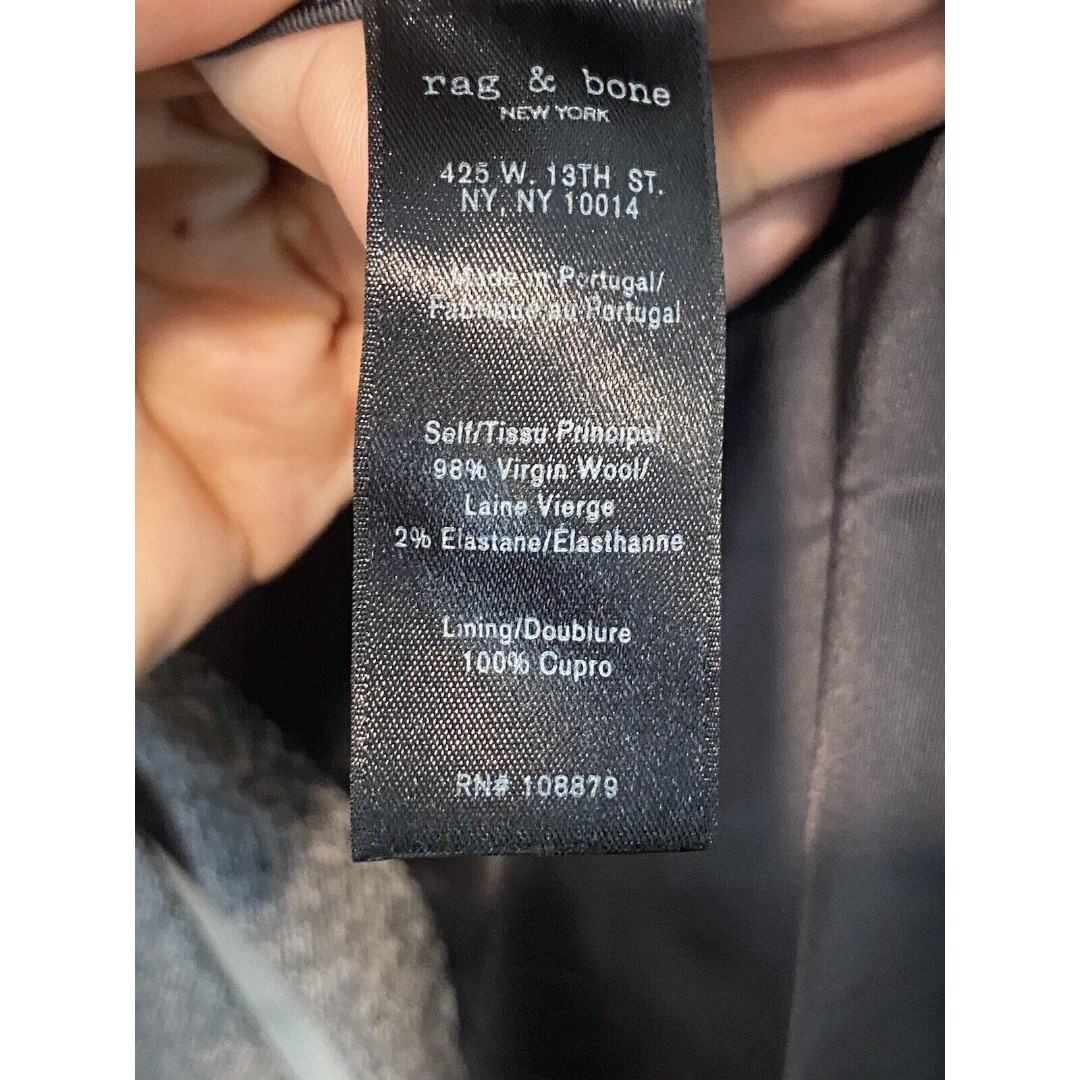 rag & bone
NEW YORK
425 W. 13TH ST.
NY, NY 10014
Made in Portugal/
Fabriqué au Portugal
Self/Tissu Principal
98% Virgin Wool/
Laine Vierge
2% Elastane/Élasthanne
Lining/Doublure
100% Cupro
RN# 108879